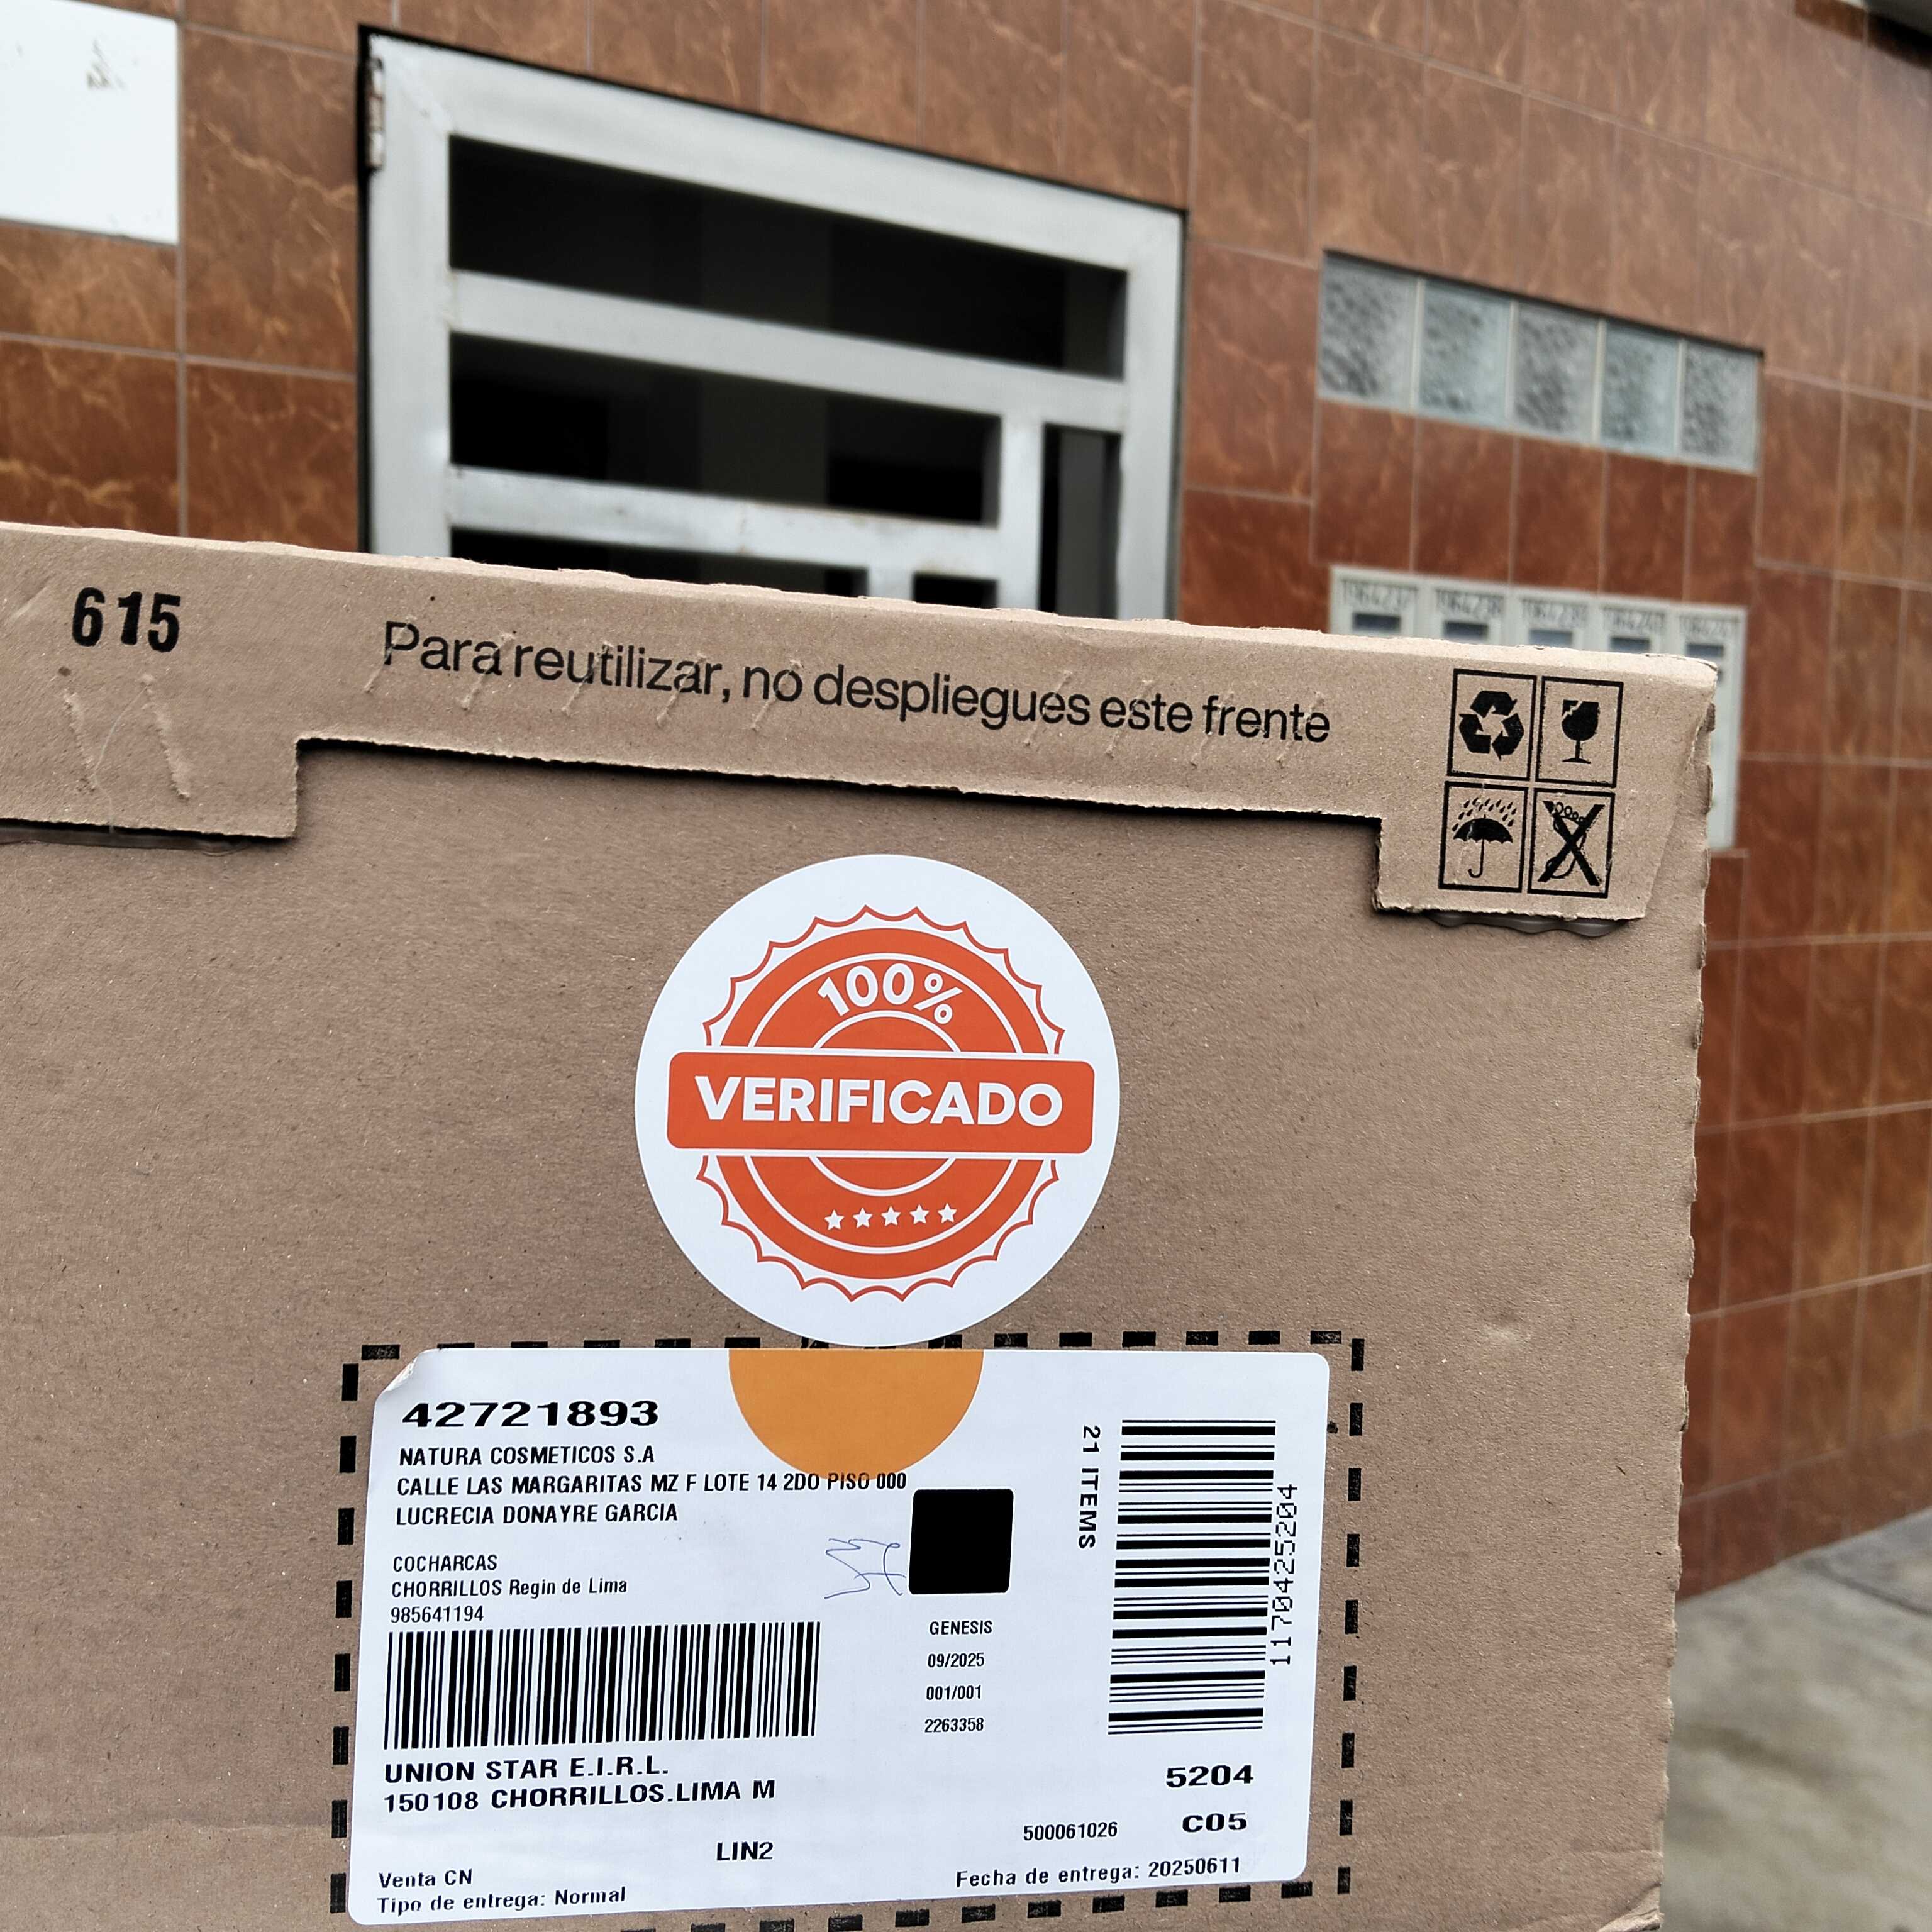 615
Para reutilizar, no despliegues este frente
100%
VERIFICADO
42721893
NATURA COSMETICOS S.A
CALLE LAS MARGARITAS MZ F LOTE 14 2DO PISO 000
LUCRECIA DONAYRE GARCIA
COCHARCAS
CHORRILLOS Regin de Lima
985641194
21 ITEMS
1170425204
GENESIS
09/2025
001/001
2263358
UNION STAR E.I.R.L.
150108 CHORRILLOS.LIMA M
5204
C05
LIN2
500061026
Venta CN
Tipo de entrega: Normal
Fecha de entrega: 20250611